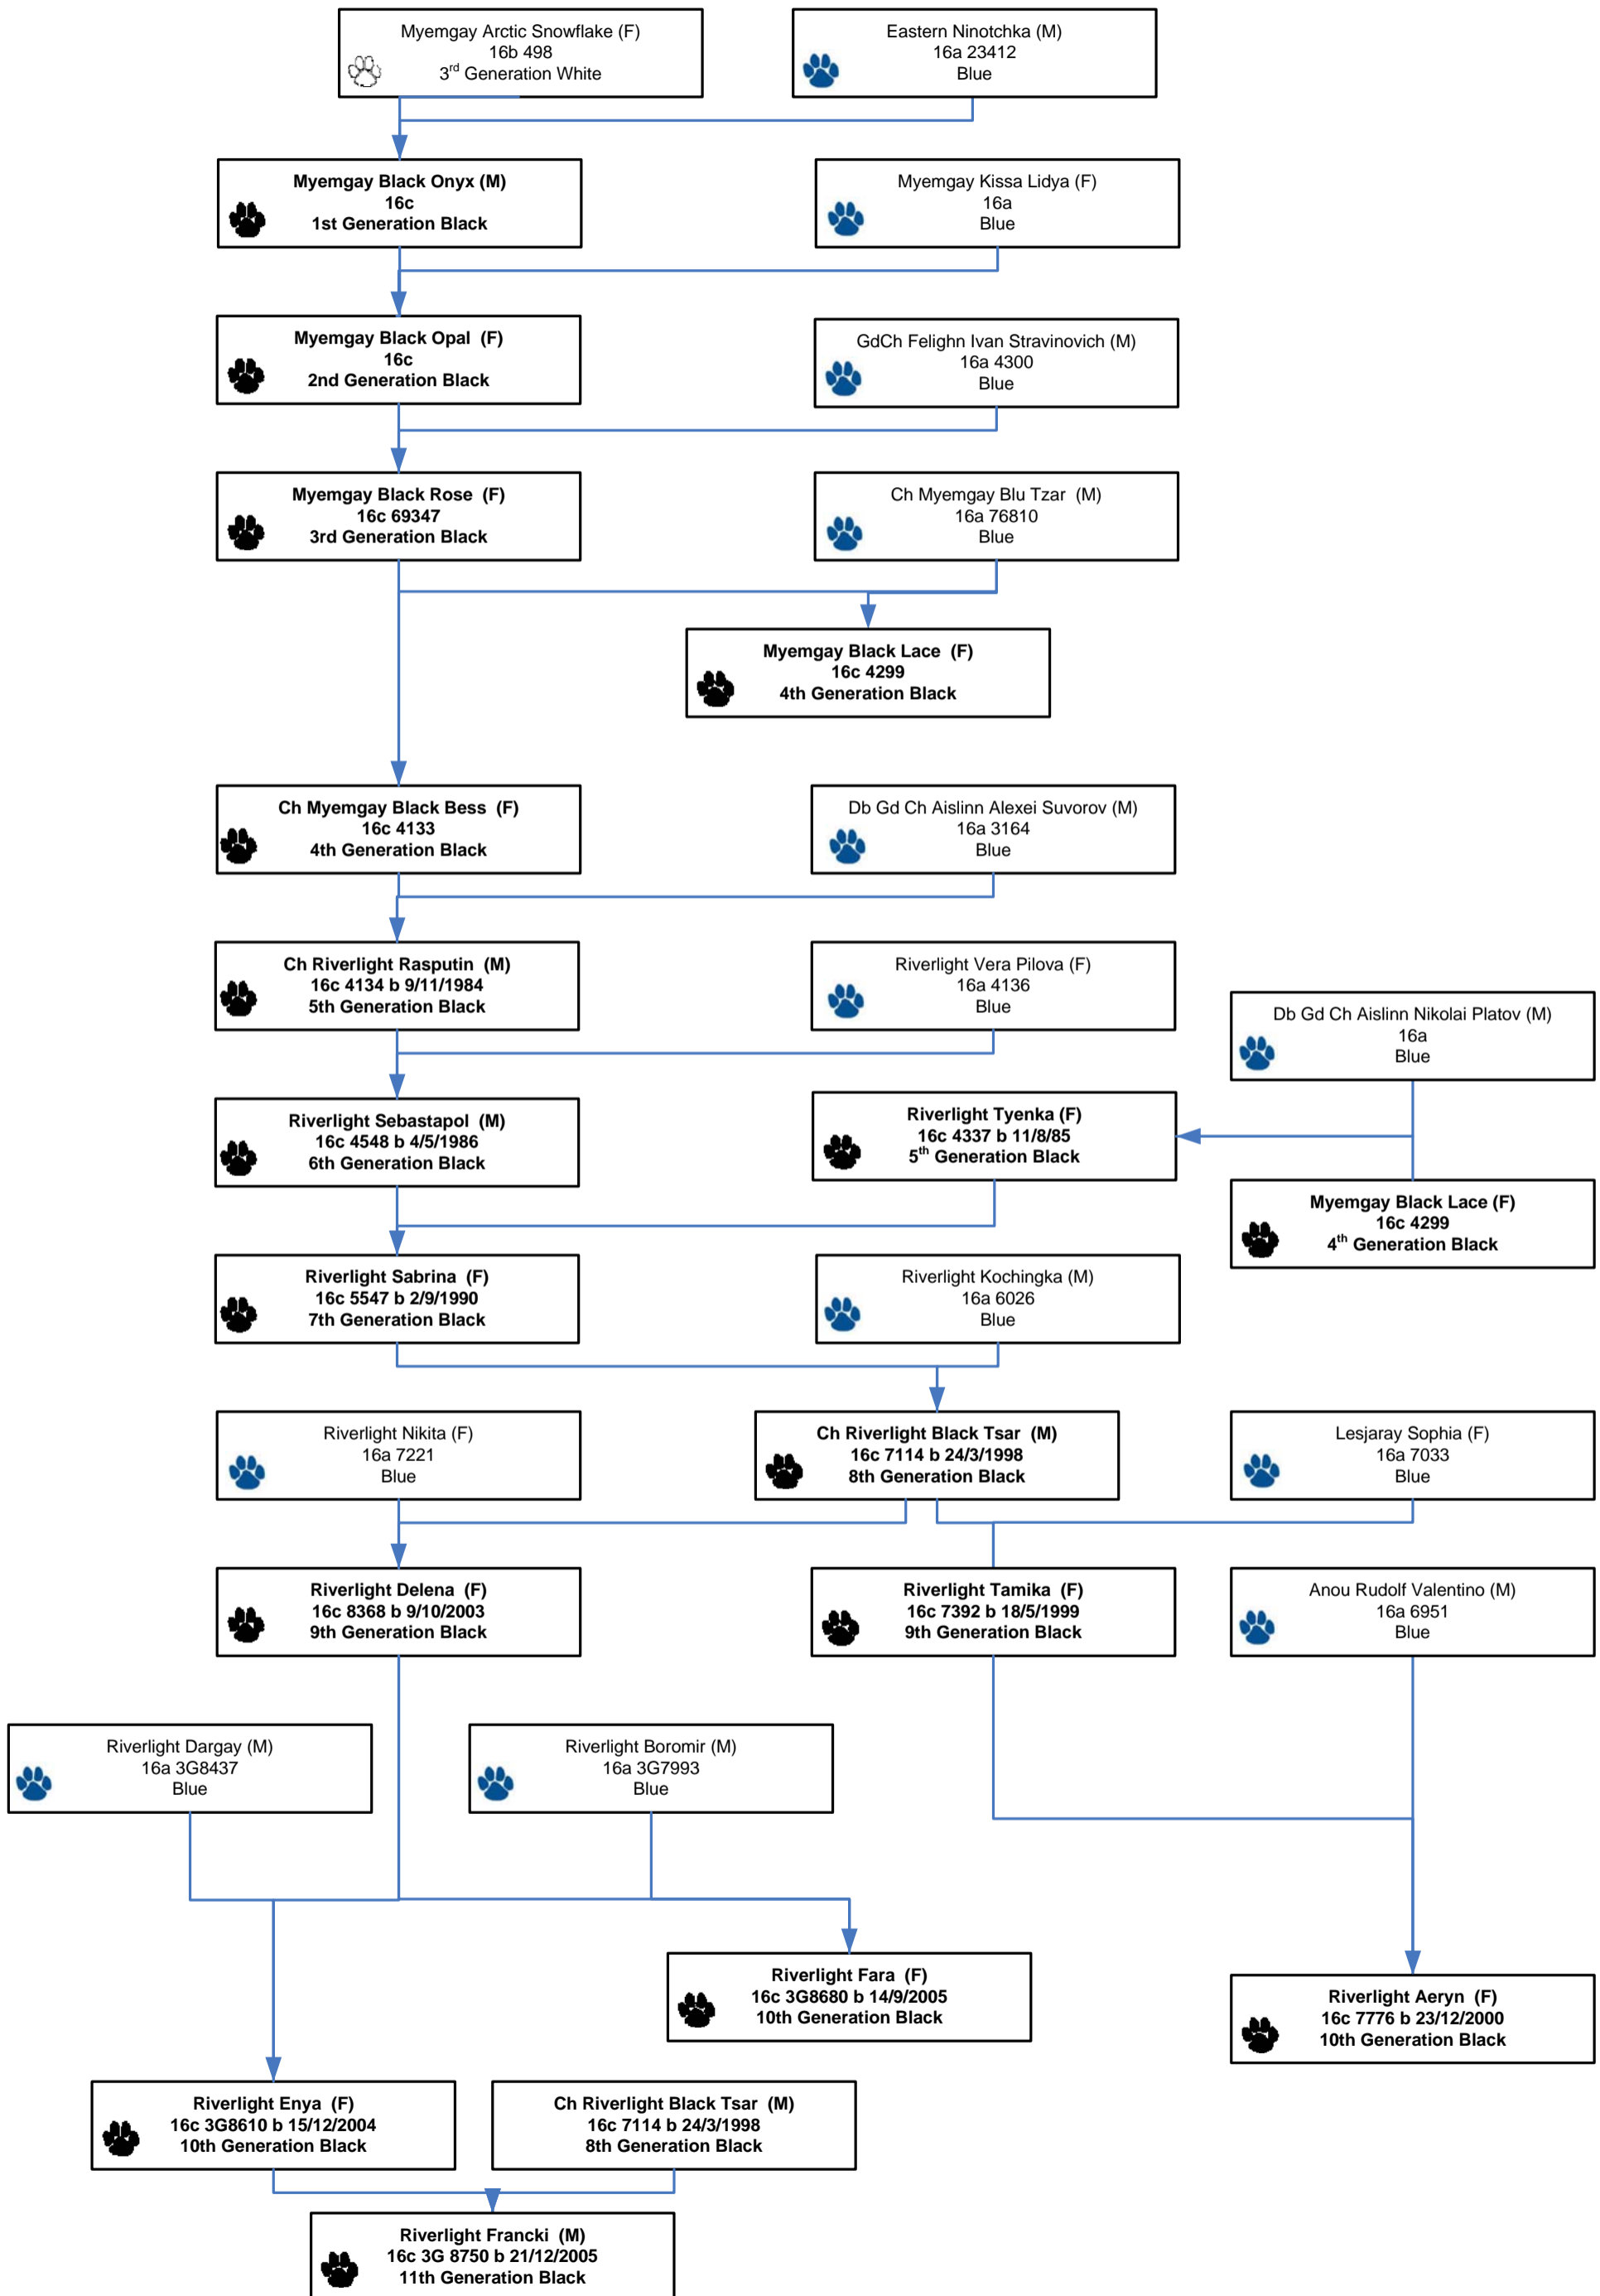 Myemgay Arctic Snowflake (F)
16b 498
3rd Generation White
Eastern Ninotchka (M)
16a 23412
Blue
Myemgay Black Onyx (M)
16c
1st Generation Black
Myemgay Kissa Lidya (F)
16a
Blue
Myemgay Black Opal (F)
16c
2nd Generation Black
GdCh Felighn Ivan Stravinovich (M)
16a 4300
Blue
Myemgay Black Rose (F)
16c 69347
3rd Generation Black
Ch Myemgay Blu Tzar (M)
16a 76810
Blue
Myemgay Black Lace (F)
16c 4299
4th Generation Black
Ch Myemgay Black Bess (F)
16c 4133
4th Generation Black
Db Gd Ch Aislinn Alexei Suvorov (M)
16a 3164
Blue
Ch Riverlight Rasputin (M)
16c 4134 b 9/11/1984
5th Generation Black
Riverlight Vera Pilova (F)
16a 4136
Blue
Db Gd Ch Aislinn Nikolai Platov (M)
16a
Blue
Riverlight Sebastapol (M)
16c 4548 b 4/5/1986
6th Generation Black
Riverlight Tyenka (F)
16c 4337 b 11/8/85
5th Generation Black
Myemgay Black Lace (F)
16c 4299
4th Generation Black
Riverlight Sabrina (F)
16c 5547 b 2/9/1990
7th Generation Black
Riverlight Kochingka (M)
16a 6026
Blue
Riverlight Nikita (F)
16a 7221
Blue
Ch Riverlight Black Tsar (M)
16c 7114 b 24/3/1998
8th Generation Black
Lesjaray Sophia (F)
16a 7033
Blue
Riverlight Delena (F)
16c 8368 b 9/10/2003
9th Generation Black
Riverlight Tamika (F)
16c 7392 b 18/5/1999
9th Generation Black
Anou Rudolf Valentino (M)
16a 6951
Blue
Riverlight Dargay (M)
16a 3G8437
Blue
Riverlight Boromir (M)
16a 3G7993
Blue
Riverlight Fara (F)
16c 3G8680 b 14/9/2005
10th Generation Black
Riverlight Aeryn (F)
16c 7776 b 23/12/2000
10th Generation Black
Riverlight Enya (F)
16c 3G8610 b 15/12/2004
10th Generation Black
Ch Riverlight Black Tsar (M)
16c 7114 b 24/3/1998
8th Generation Black
Riverlight Francki (M)
16c 3G 8750 b 21/12/2005
11th Generation Black